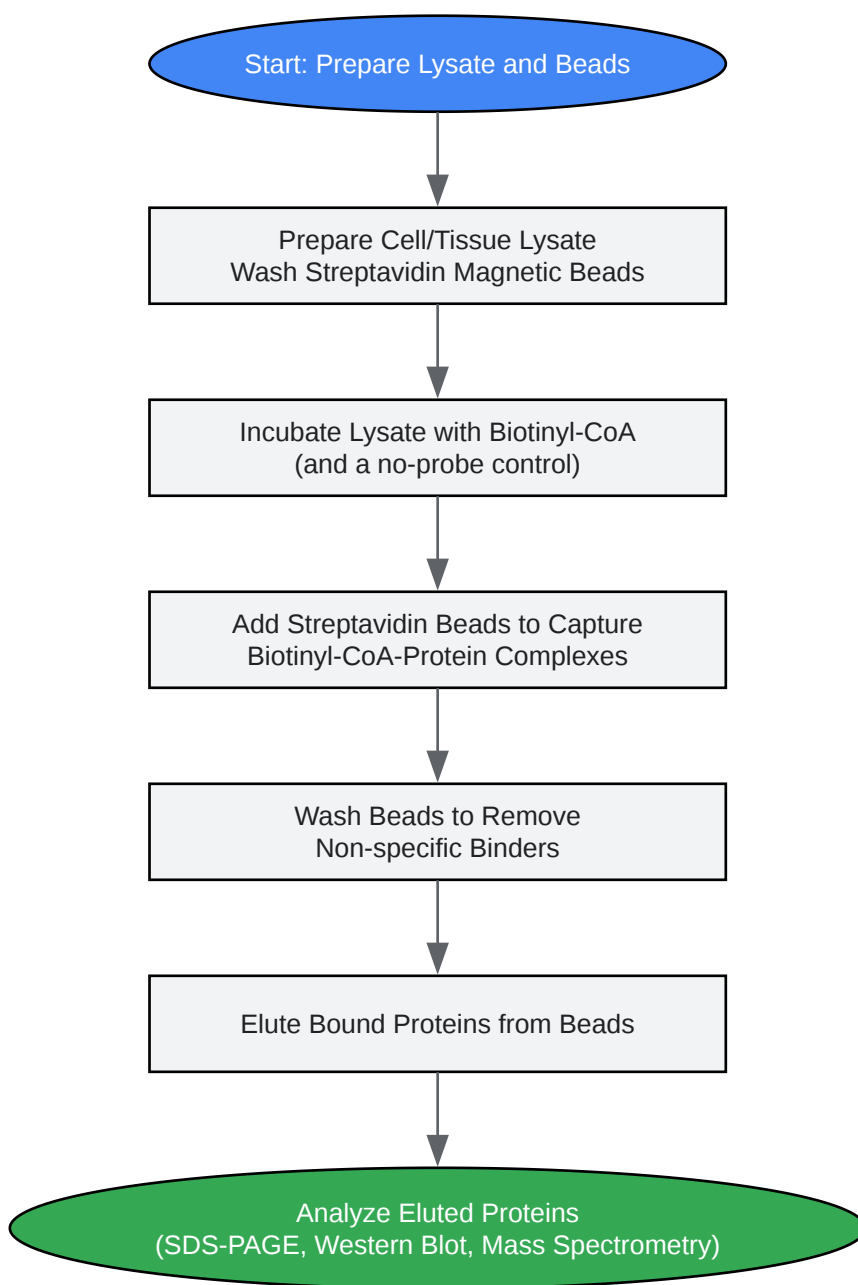 Start: Prepare Lysate and Beads
Prepare Cell/Tissue Lysate
Wash Streptavidin Magnetic Beads
Incubate Lysate with Biotinyl-CoA
(and a no-probe control)
Add Streptavidin Beads to Capture
Biotinyl-CoA-Protein Complexes
Wash Beads to Remove
Non-specific Binders
Elute Bound Proteins from Beads
Analyze Eluted Proteins
(SDS-PAGE, Western Blot, Mass Spectrometry)